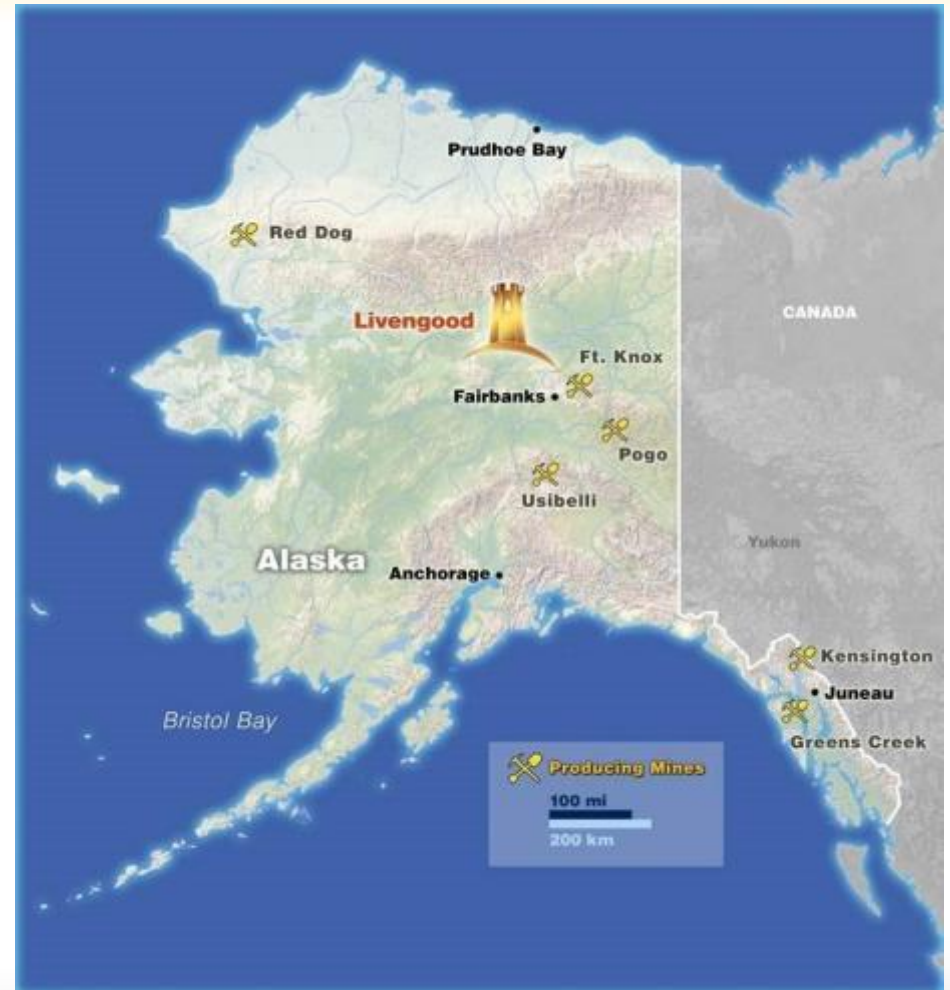 Prudhoe Bay
Red Dog
CANADA
Livengood
Ft. Knox
Fairbanks
Pogo
Usibelli
Yukon
Alaska
Anchorage
Kensington
Juneau
Bristol Bay
Greens Creek
Producing Mines
100 mi
200 km